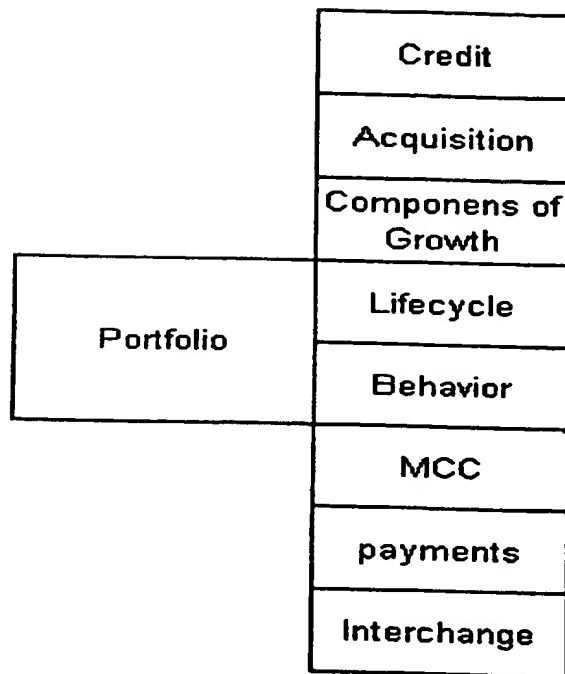 Credit
Acquisition
Componens of
Growth
Lifecycle
Portfolio
Behavior
MCC
payments
Interchange